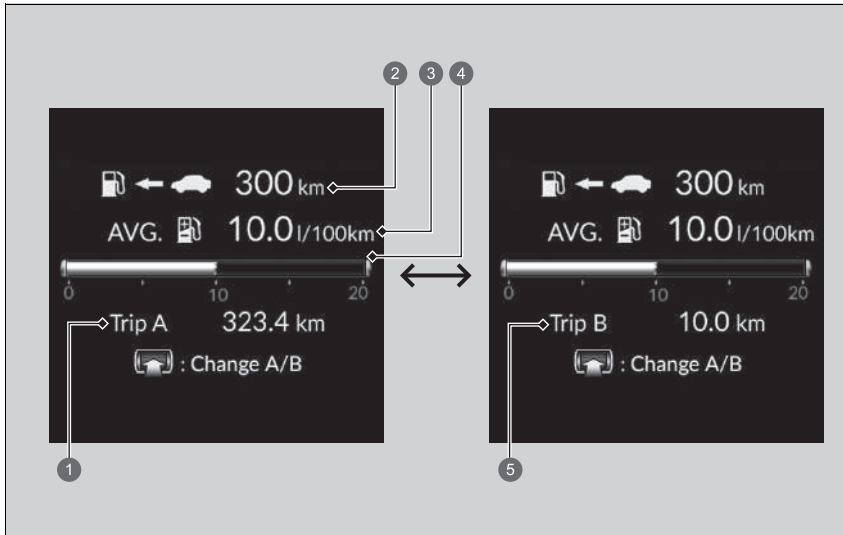 2 3 4
300 km
AVG. 10.0 l/100km
0 10 20
Trip A 323.4 km
: Change A/B
1
300 km
AVG. 10.0 l/100km
0 10 20
Trip B 10.0 km
: Change A/B
5